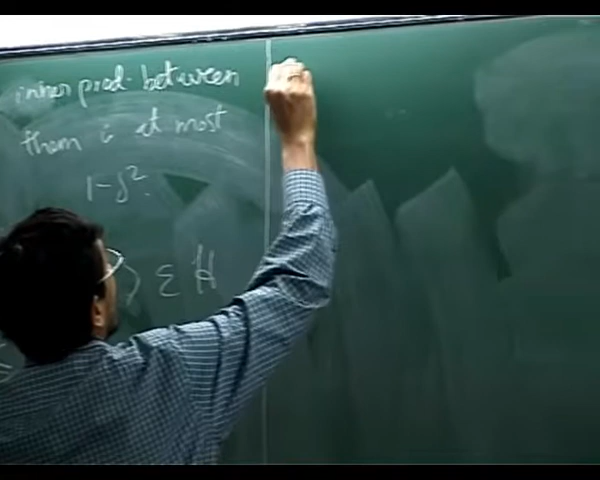 inner prod. between
them is at most
1-δ².
⟩ ∈ H